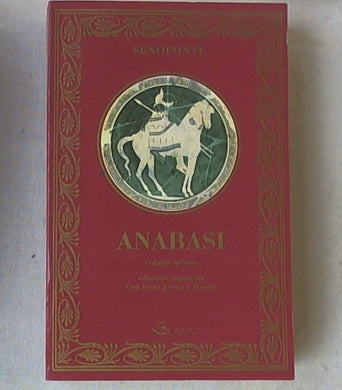 SENOFONTE
ANABASI
volume primo
edizione annotata
con testo greco a fronte